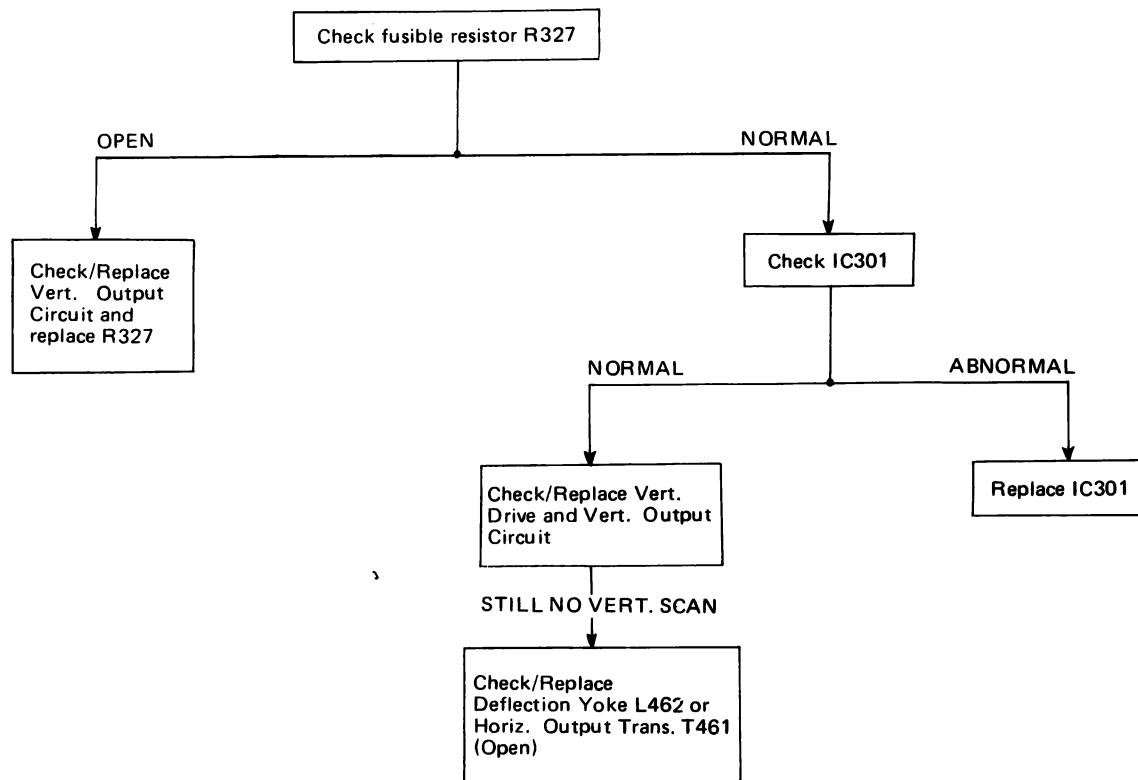 Check fusible resistor R327
OPEN
NORMAL
Check/Replace
Vert. Output
Circuit and
replace R327
Check IC301
NORMAL
ABNORMAL
Check/Replace Vert.
Drive and Vert. Output
Circuit
Replace IC301
STILL NO VERT. SCAN
Check/Replace
Deflection Yoke L462 or
Horiz. Output Trans. T461
(Open)